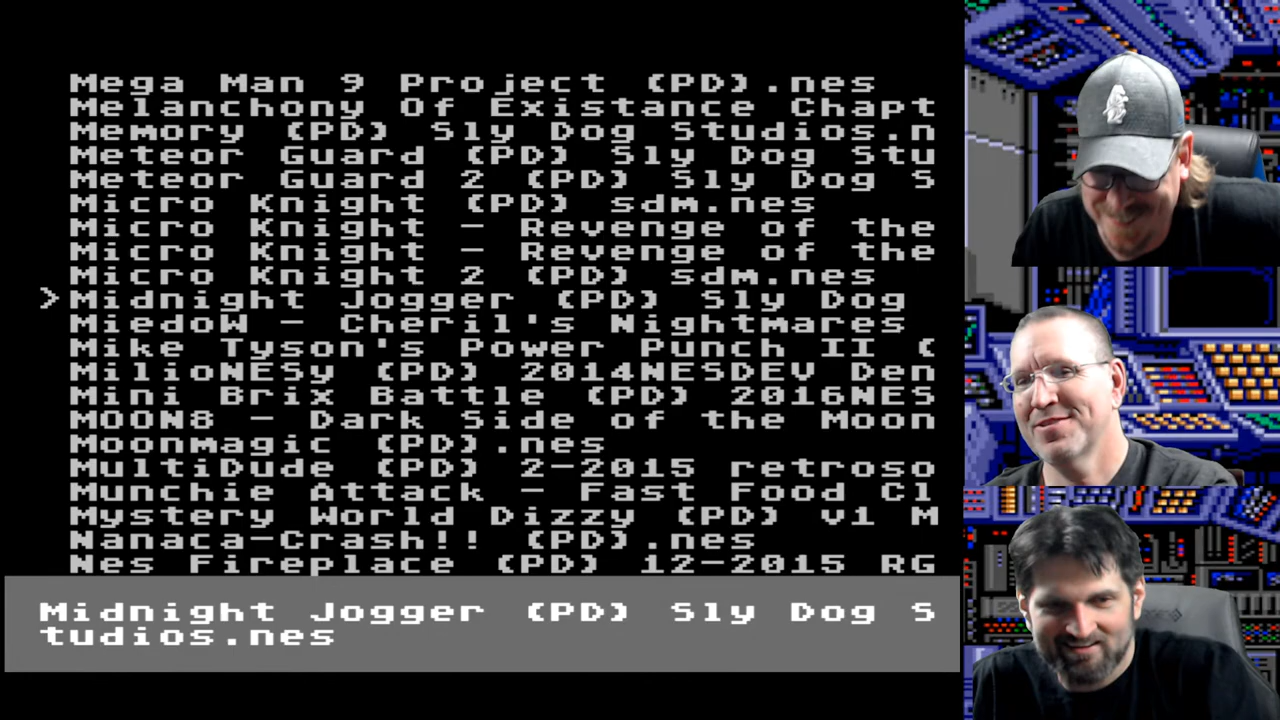 Mega Man 9 Project (PD).nes
Melanchony Of Existance Chapt
Memory (PD) Sly Dog Studios.n
Meteor Guard (PD) Sly Dog Stu
Meteor Guard 2 (PD) Sly Dog S
Micro Knight (PD) sdm.nes
Micro Knight - Revenge of the
Micro Knight - Revenge of the
Micro Knight 2 (PD) sdm.nes
>Midnight Jogger (PD) Sly Dog
MiedoW - Cheril's Nightmares
Mike Tyson's Power Punch II (
MilioNESy (PD) 2014NESDEV Den
Mini Brix Battle (PD) 2016NES
MOON8 - Dark Side of the Moon
Moonmagic (PD).nes
MultiDude (PD) 2-2015 retroso
Munchie Attack - Fast Food Cl
Mystery World Dizzy (PD) v1 M
Nanaca-Crash!! (PD).nes
Nes Fireplace (PD) 12-2015 RG
Midnight Jogger (PD) Sly Dog S
tudios.nes